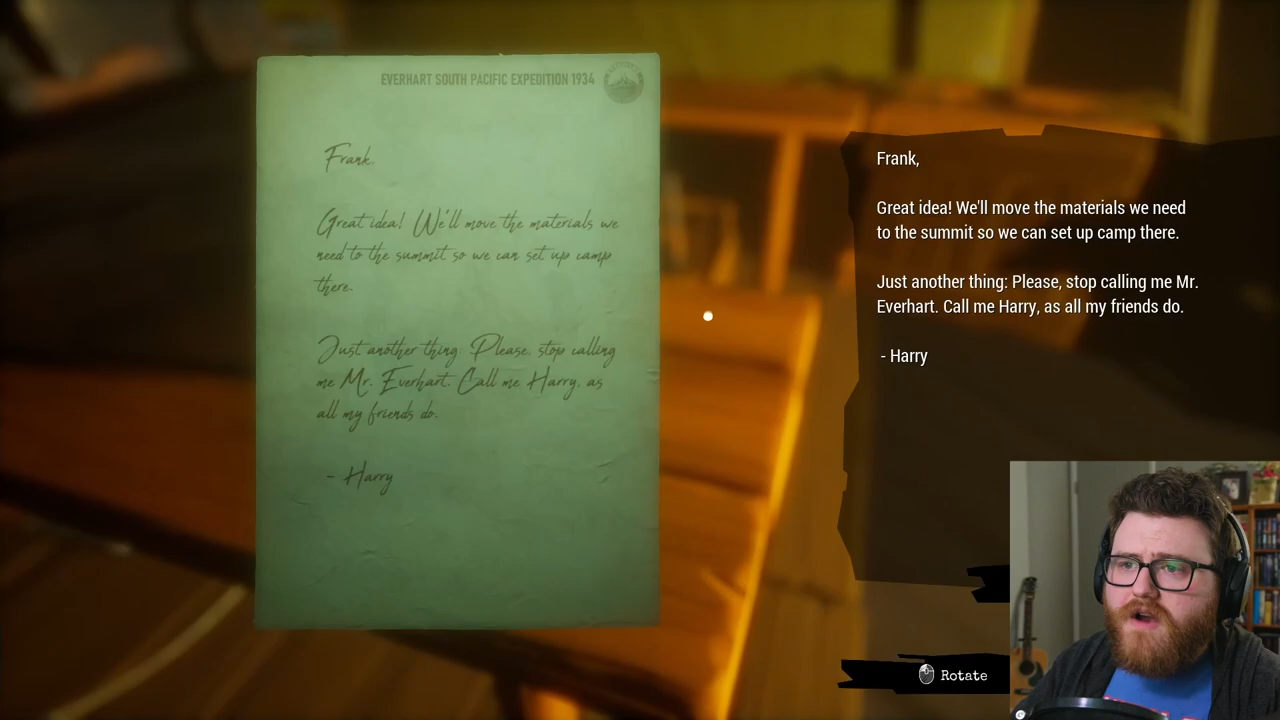 EVERHART SOUTH PACIFIC EXPEDITION 1934
Frank,
Great idea! We'll move the materials we
need to the summit so we can set up camp
there.
Just another thing: Please, stop calling
me Mr. Everhart. Call me Harry, as
all my friends do.
- Harry
Frank,
Great idea! We'll move the materials we need
to the summit so we can set up camp there.
Just another thing: Please, stop calling me Mr.
Everhart. Call me Harry, as all my friends do.
- Harry
Rotate